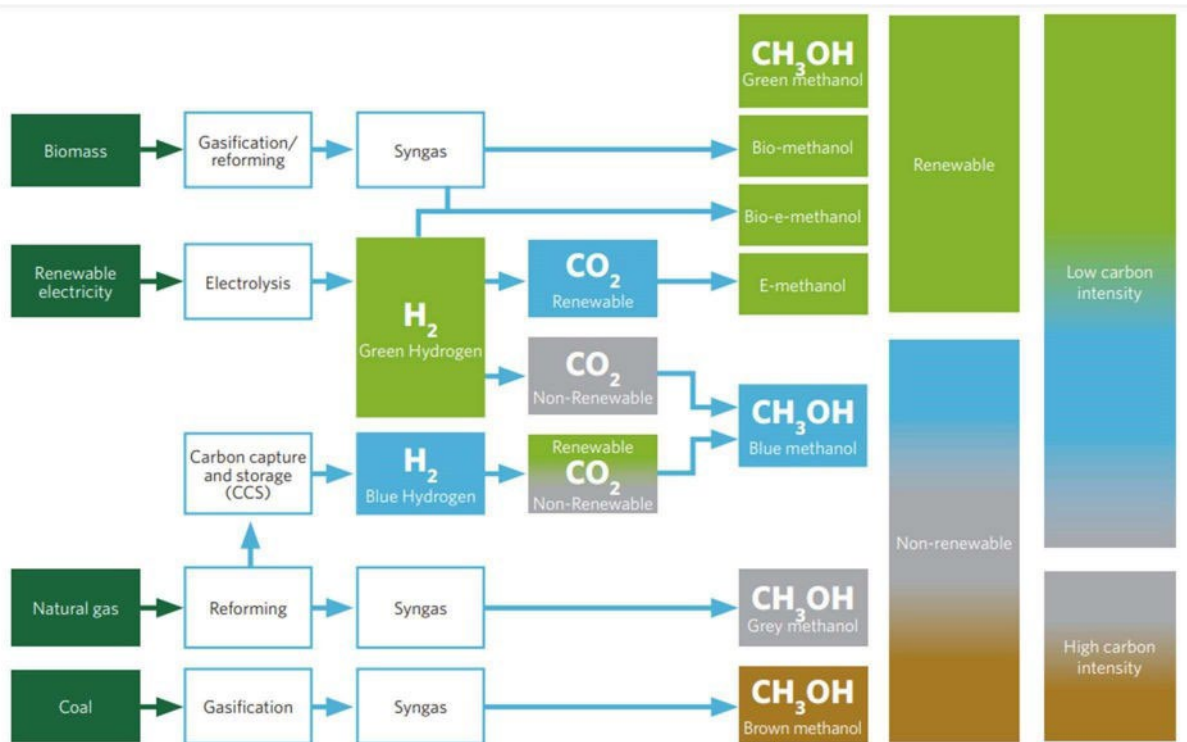 CH3OH
Green methanol
Biomass
Gasification/
reforming
Syngas
Bio-methanol
Renewable
Bio-e-methanol
Renewable
electricity
Electrolysis
H2
Green Hydrogen
CO2
Renewable
E-methanol
Low carbon
intensity
CO2
Non-Renewable
CH3OH
Blue methanol
Carbon capture
and storage
(CCS)
H2
Blue Hydrogen
Renewable
CO2
Non-Renewable
Non-renewable
Natural gas
Reforming
Syngas
CH3OH
Grey methanol
High carbon
intensity
Coal
Gasification
Syngas
CH3OH
Brown methanol